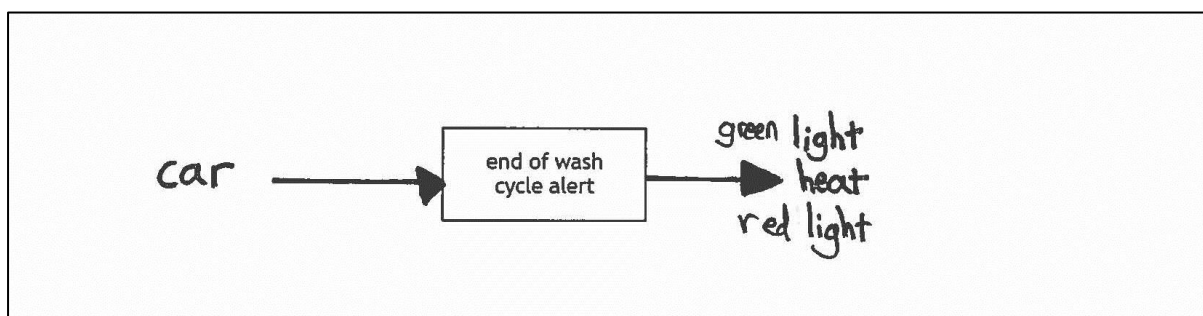 car
end of wash
cycle alert
green light
heat
red light